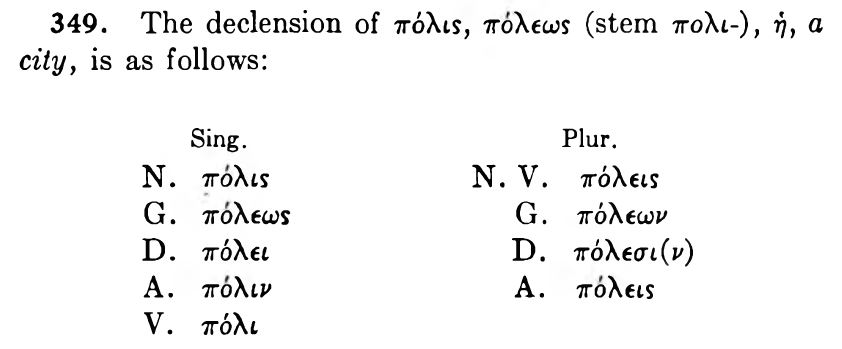 349. The declension of πόλις, πόλεως (stem πολι-), ἡ, a
city, is as follows:
Sing. Plur.
N. πόλις N. V. πόλεις
G. πόλεως G. πόλεων
D. πόλει D. πόλεσι(ν)
A. πόλιν A. πόλεις
V. πόλι